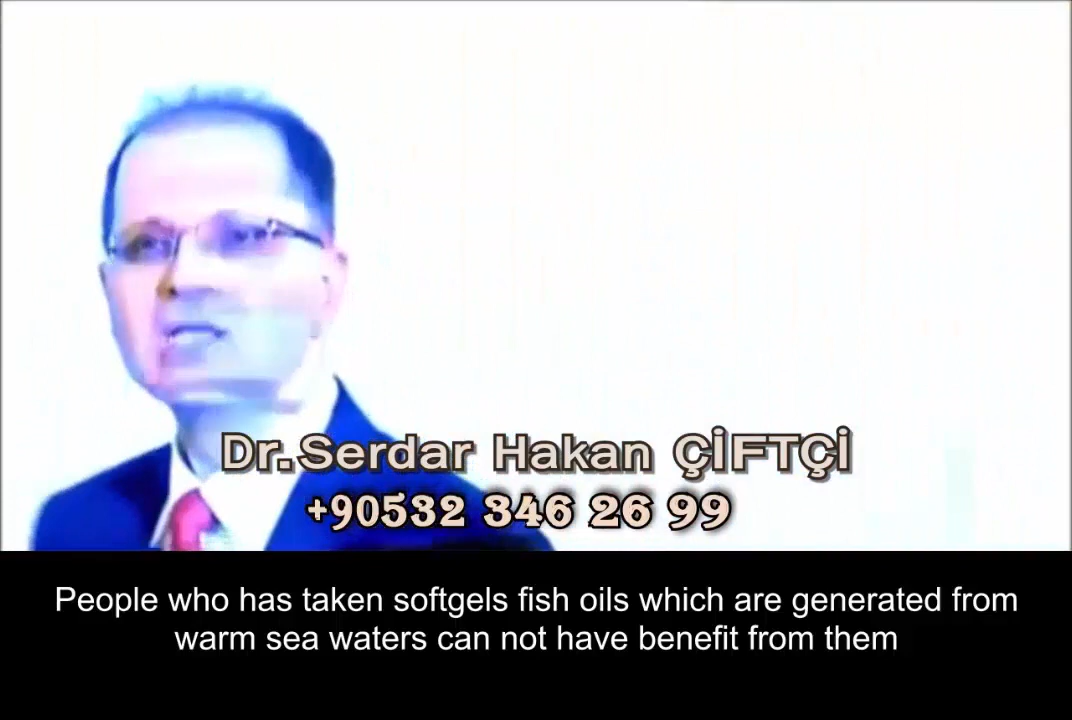 Dr.Serdar Hakan ÇİFTÇİ
+90532 346 26 99
People who has taken softgels fish oils which are generated from
warm sea waters can not have benefit from them